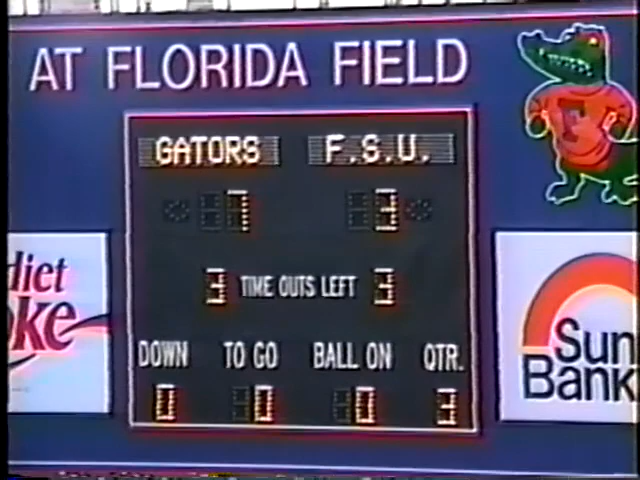 AT FLORIDA FIELD
GATORS F.S.U.
7 3
3 TIME OUTS LEFT 3
DOWN TO GO BALL ON QTR.
0 0 0 3
diet
oke
Sun
Bank
F